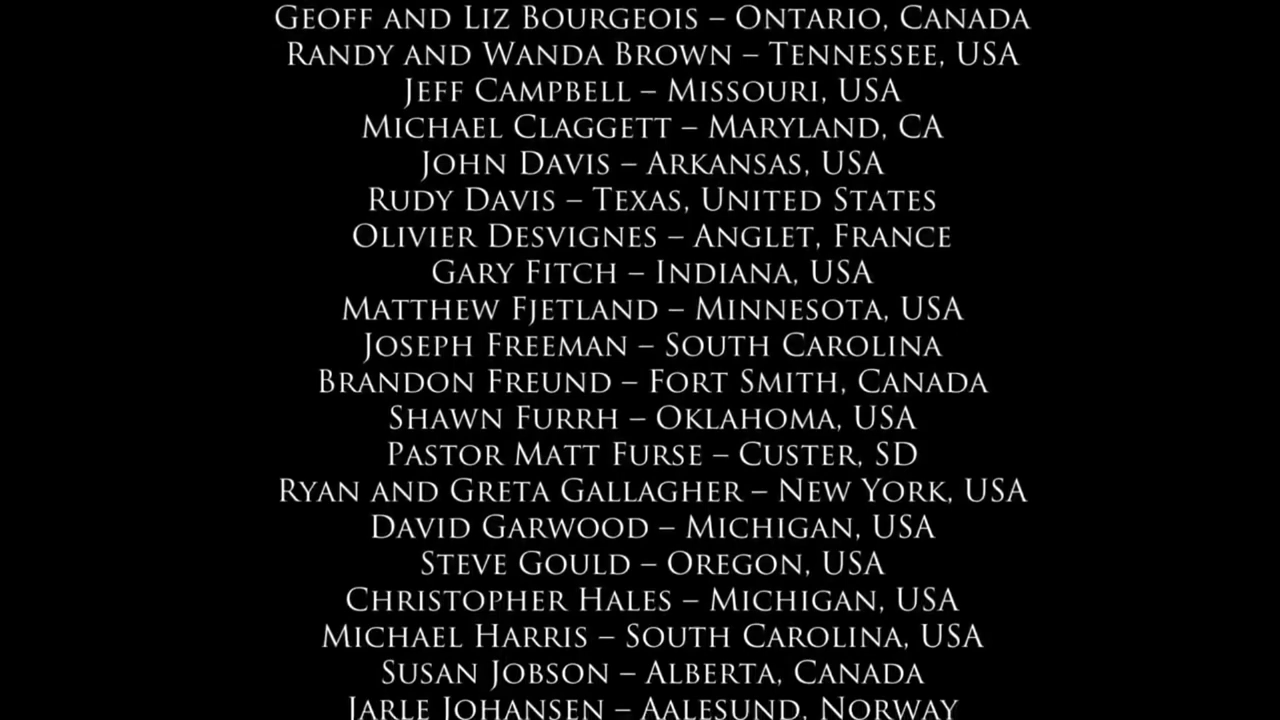 Geoff and Liz Bourgeois – Ontario, Canada
Randy and Wanda Brown – Tennessee, USA
Jeff Campbell – Missouri, USA
Michael Claggett – Maryland, CA
John Davis – Arkansas, USA
Rudy Davis – Texas, United States
Olivier Desvignes – Anglet, France
Gary Fitch – Indiana, USA
Matthew Fjetland – Minnesota, USA
Joseph Freeman – South Carolina
Brandon Freund – Fort Smith, Canada
Shawn Furrh – Oklahoma, USA
Pastor Matt Furse – Custer, SD
Ryan and Greta Gallagher – New York, USA
David Garwood – Michigan, USA
Steve Gould – Oregon, USA
Christopher Hales – Michigan, USA
Michael Harris – South Carolina, USA
Susan Jobson – Alberta, Canada
Jarle Johansen – Aalesund, Norway